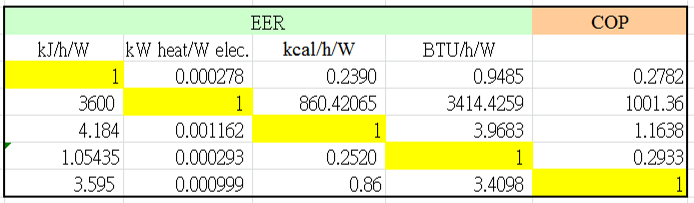 EER COP
kJ/h/W kW heat/W elec. kcal/h/W BTU/h/W
1 0.000278 0.2390 0.9485 0.2782
3600 1 860.42065 3414.4259 1001.36
4.184 0.001162 1 3.9683 1.1638
1.05435 0.000293 0.2520 1 0.2933
3.595 0.000999 0.86 3.4098 1